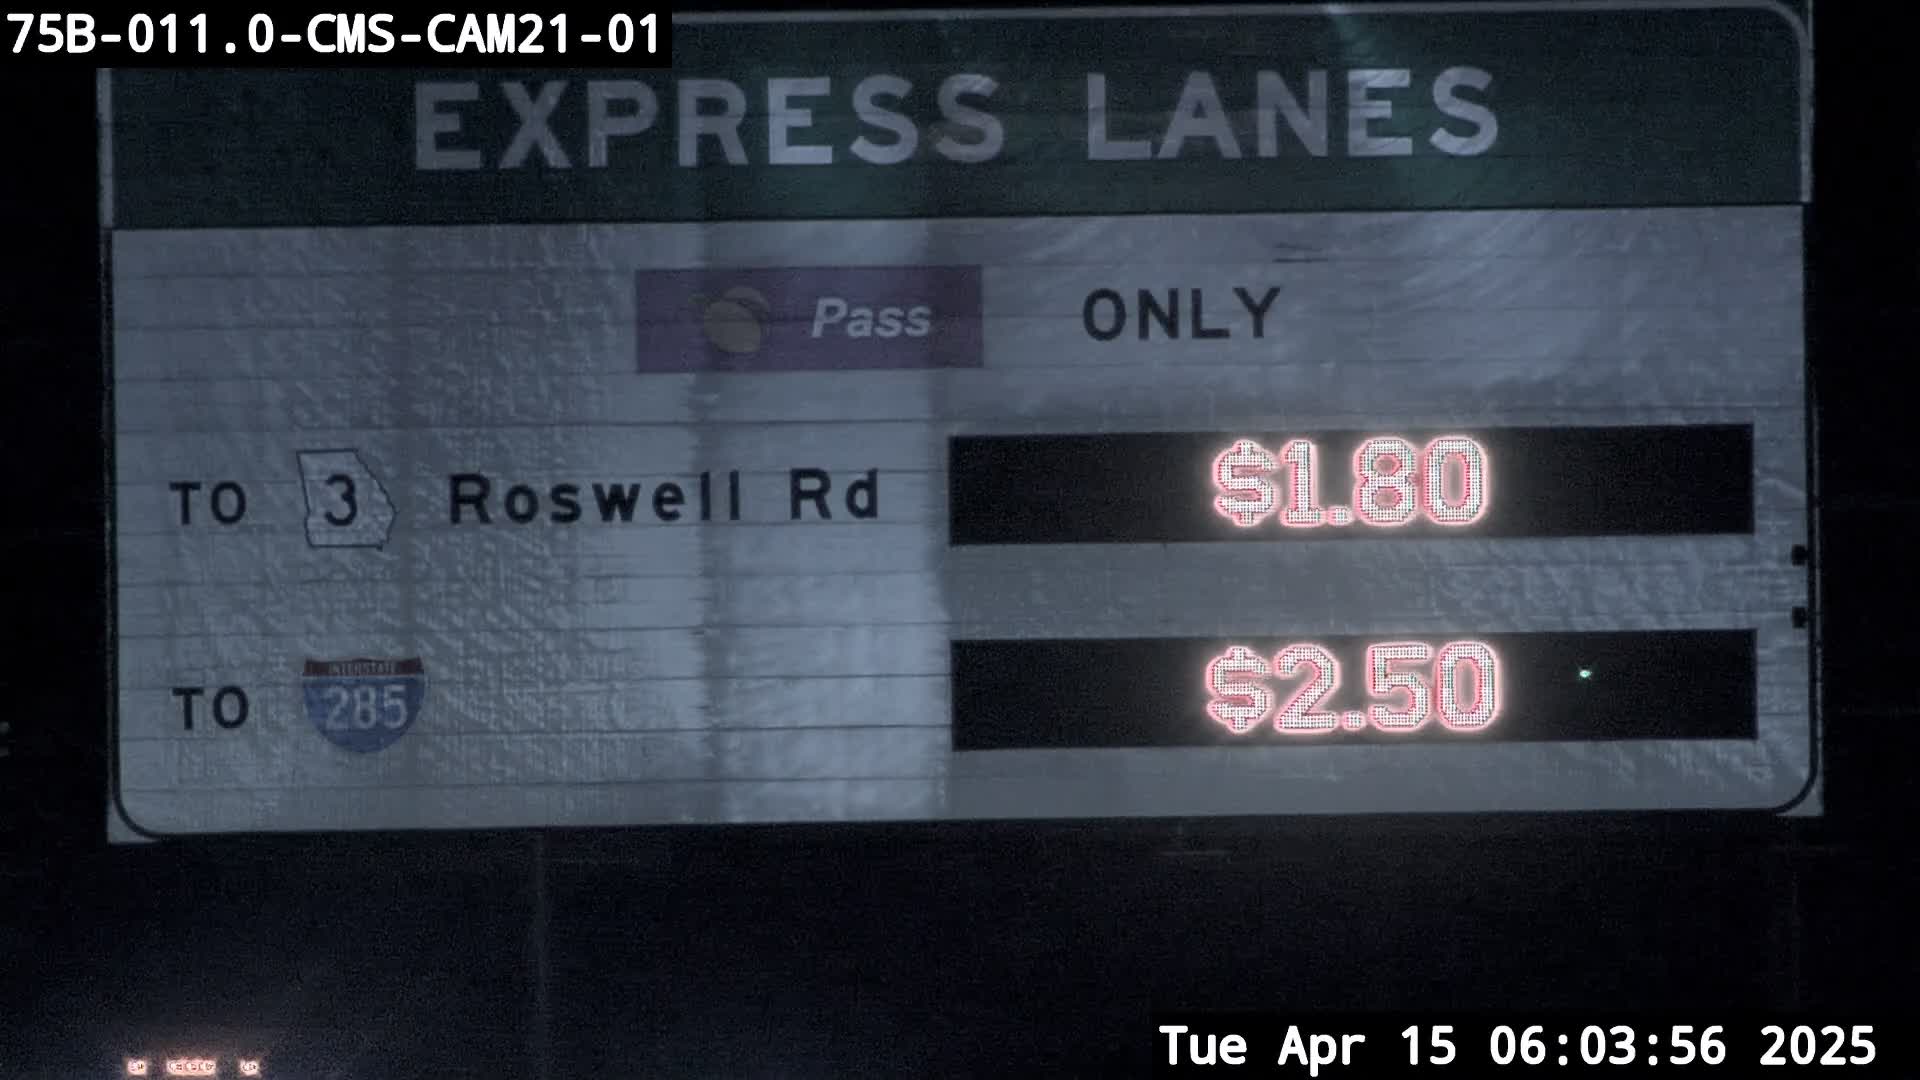 75B-011.0-CMS-CAM21-01
EXPRESS LANES
Pass ONLY
TO 3 Roswell Rd $1.80
INTERSTATE
TO 285 $2.50
Tue Apr 15 06:03:56 2025